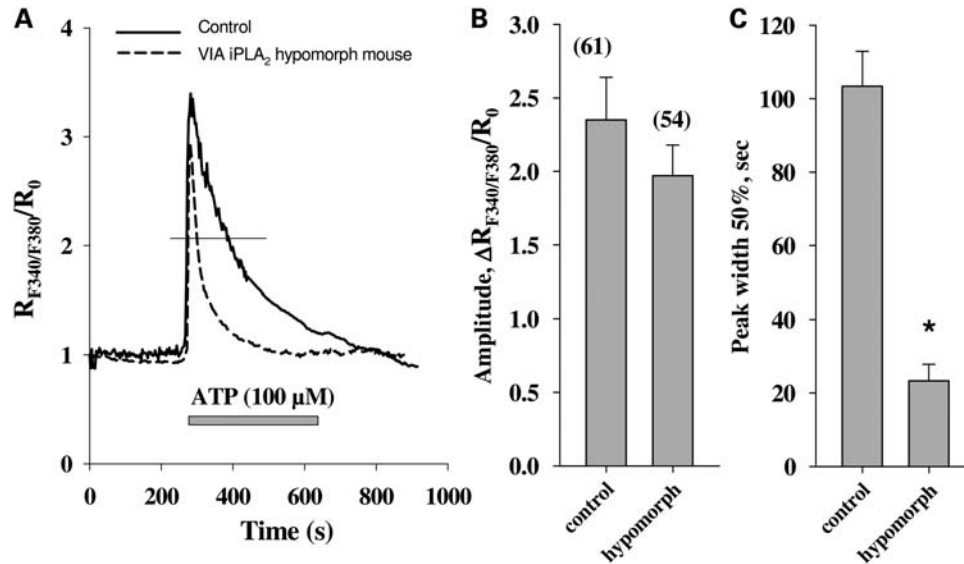 A
Control
VIA iPLA₂ hypomorph mouse
R_F340/F380/R₀
4
3
2
1
0
ATP (100 µM)
0 200 400 600 800 1000
Time (s)
B
Amplitude, ΔR_F340/F380/R₀
3.0
2.5
2.0
1.5
1.0
0.5
0.0
(61)
(54)
control
hypomorph
C
Peak width 50%, sec
120
100
80
60
40
20
0
*
control
hypomorph